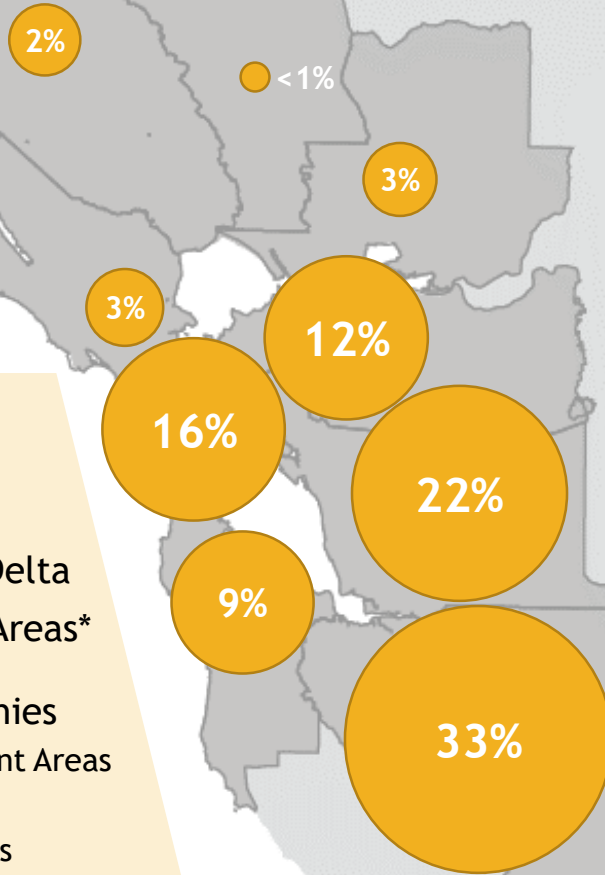 2%
<1%
3%
3%
12%
16%
22%
9%
33%
Delta
Areas*
nies
nt Areas
s